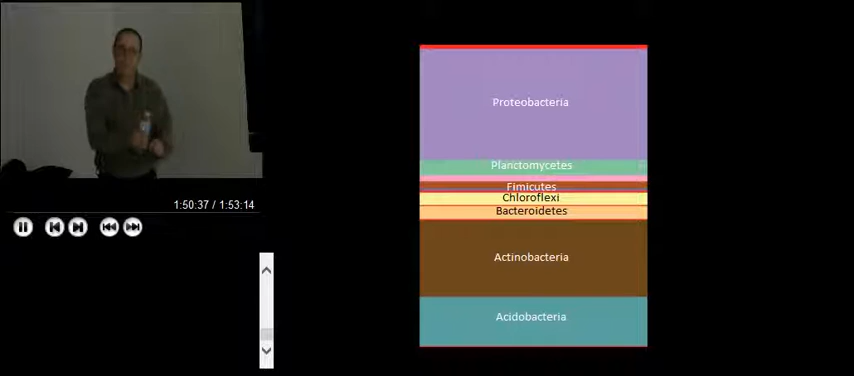 1:50:37 / 1:53:14
Proteobacteria
Planctomycetes
Fimicutes
Chloroflexi
Bacteroidetes
Actinobacteria
Acidobacteria